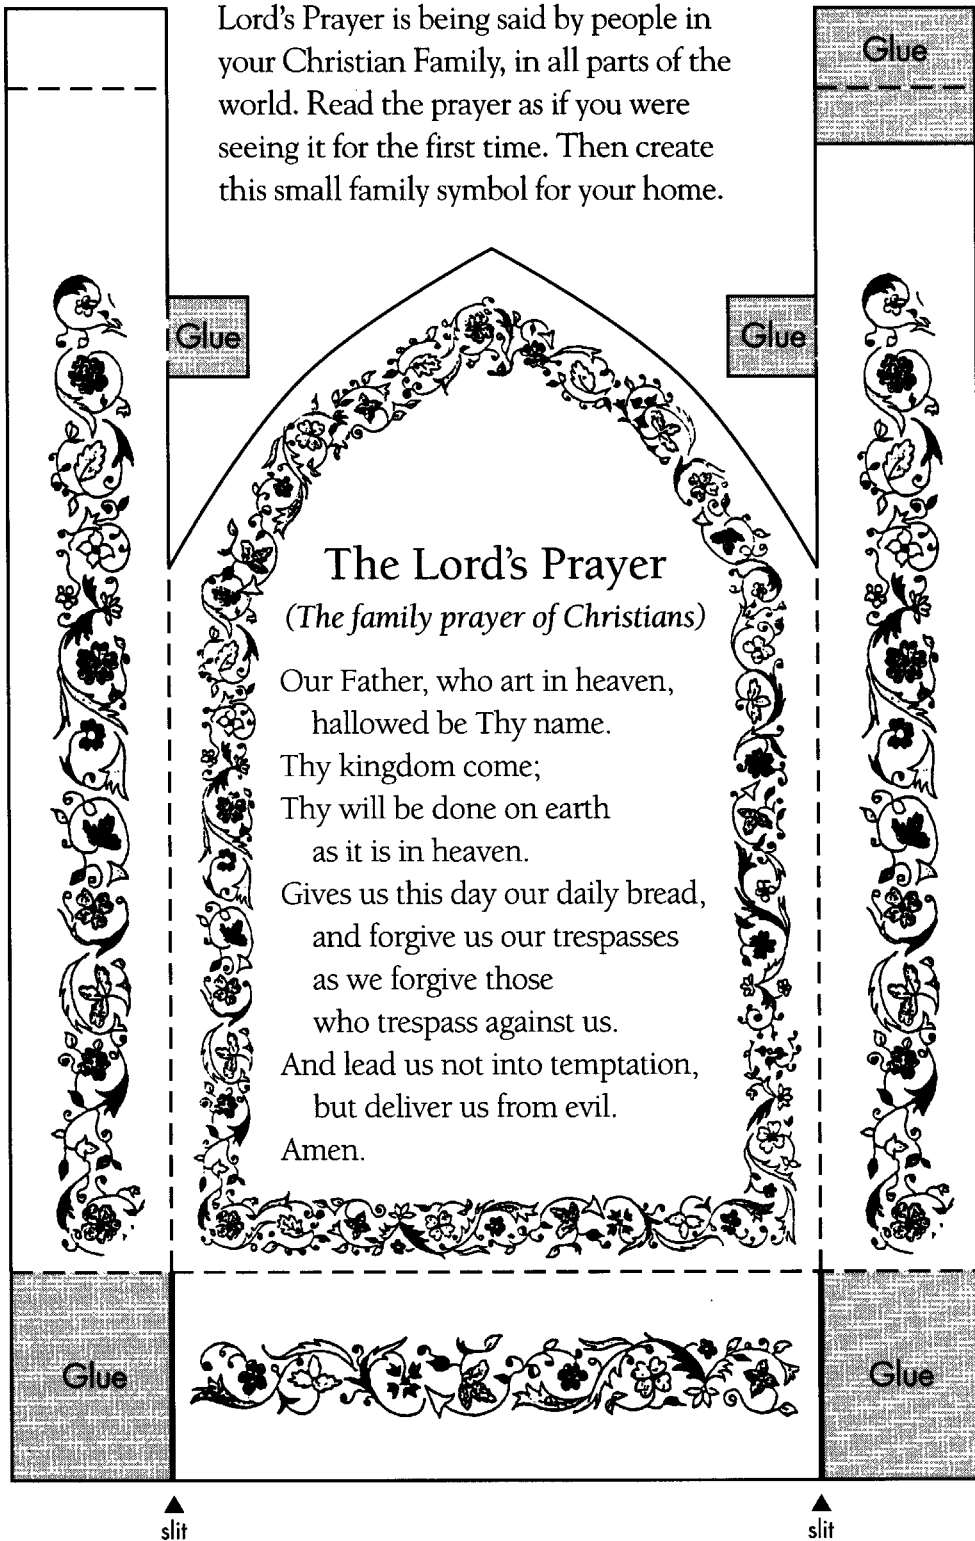 Lord's Prayer is being said by people in
your Christian Family, in all parts of the
world. Read the prayer as if you were
seeing it for the first time. Then create
this small family symbol for your home.
Glue
Glue
Glue
The Lord's Prayer
(The family prayer of Christians)
Our Father, who art in heaven,
hallowed be Thy name.
Thy kingdom come;
Thy will be done on earth
as it is in heaven.
Gives us this day our daily bread,
and forgive us our trespasses
as we forgive those
who trespass against us.
And lead us not into temptation,
but deliver us from evil.
Amen.
Glue
Glue
slit
slit